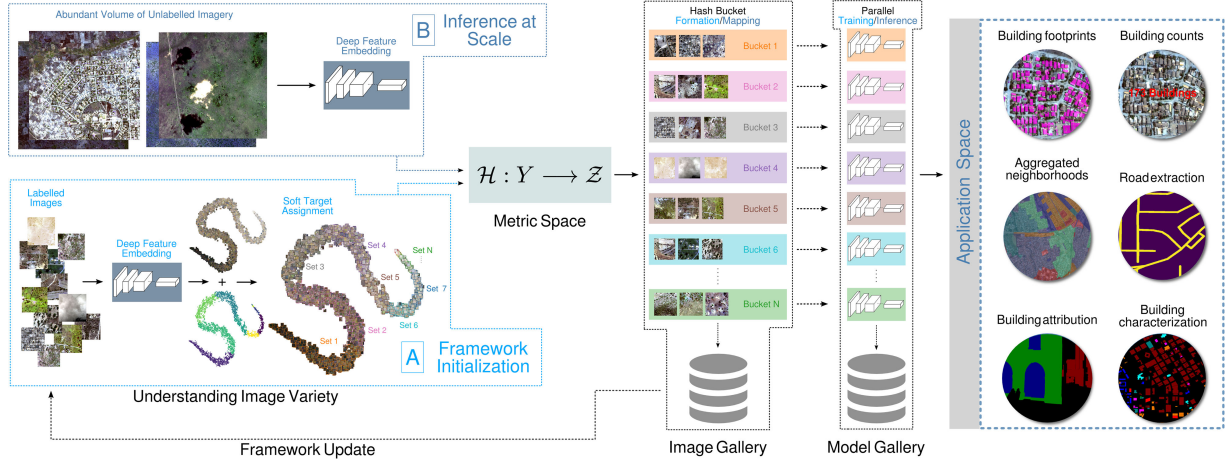 Abundant Volume of Unlabelled Imagery
Deep Feature
Embedding
B
Inference at
Scale
Labelled
Images
Deep Feature
Embedding
Soft Target
Assignment
+
Set 1
Set 2
Set 3
Set 4
Set 5
Set 6
Set 7
Set N
A
Framework
Initialization
Understanding Image Variety
Framework Update
ℋ : Y ⟶ 𝒵
Metric Space
Hash Bucket
Formation/Mapping
Bucket 1
Bucket 2
Bucket 3
Bucket 4
Bucket 5
Bucket 6
Bucket N
Image Gallery
Parallel
Training/Inference
Model Gallery
Application Space
Building footprints
Building counts
Buildings
Aggregated
neighborhoods
Road extraction
Building attribution
Building
characterization